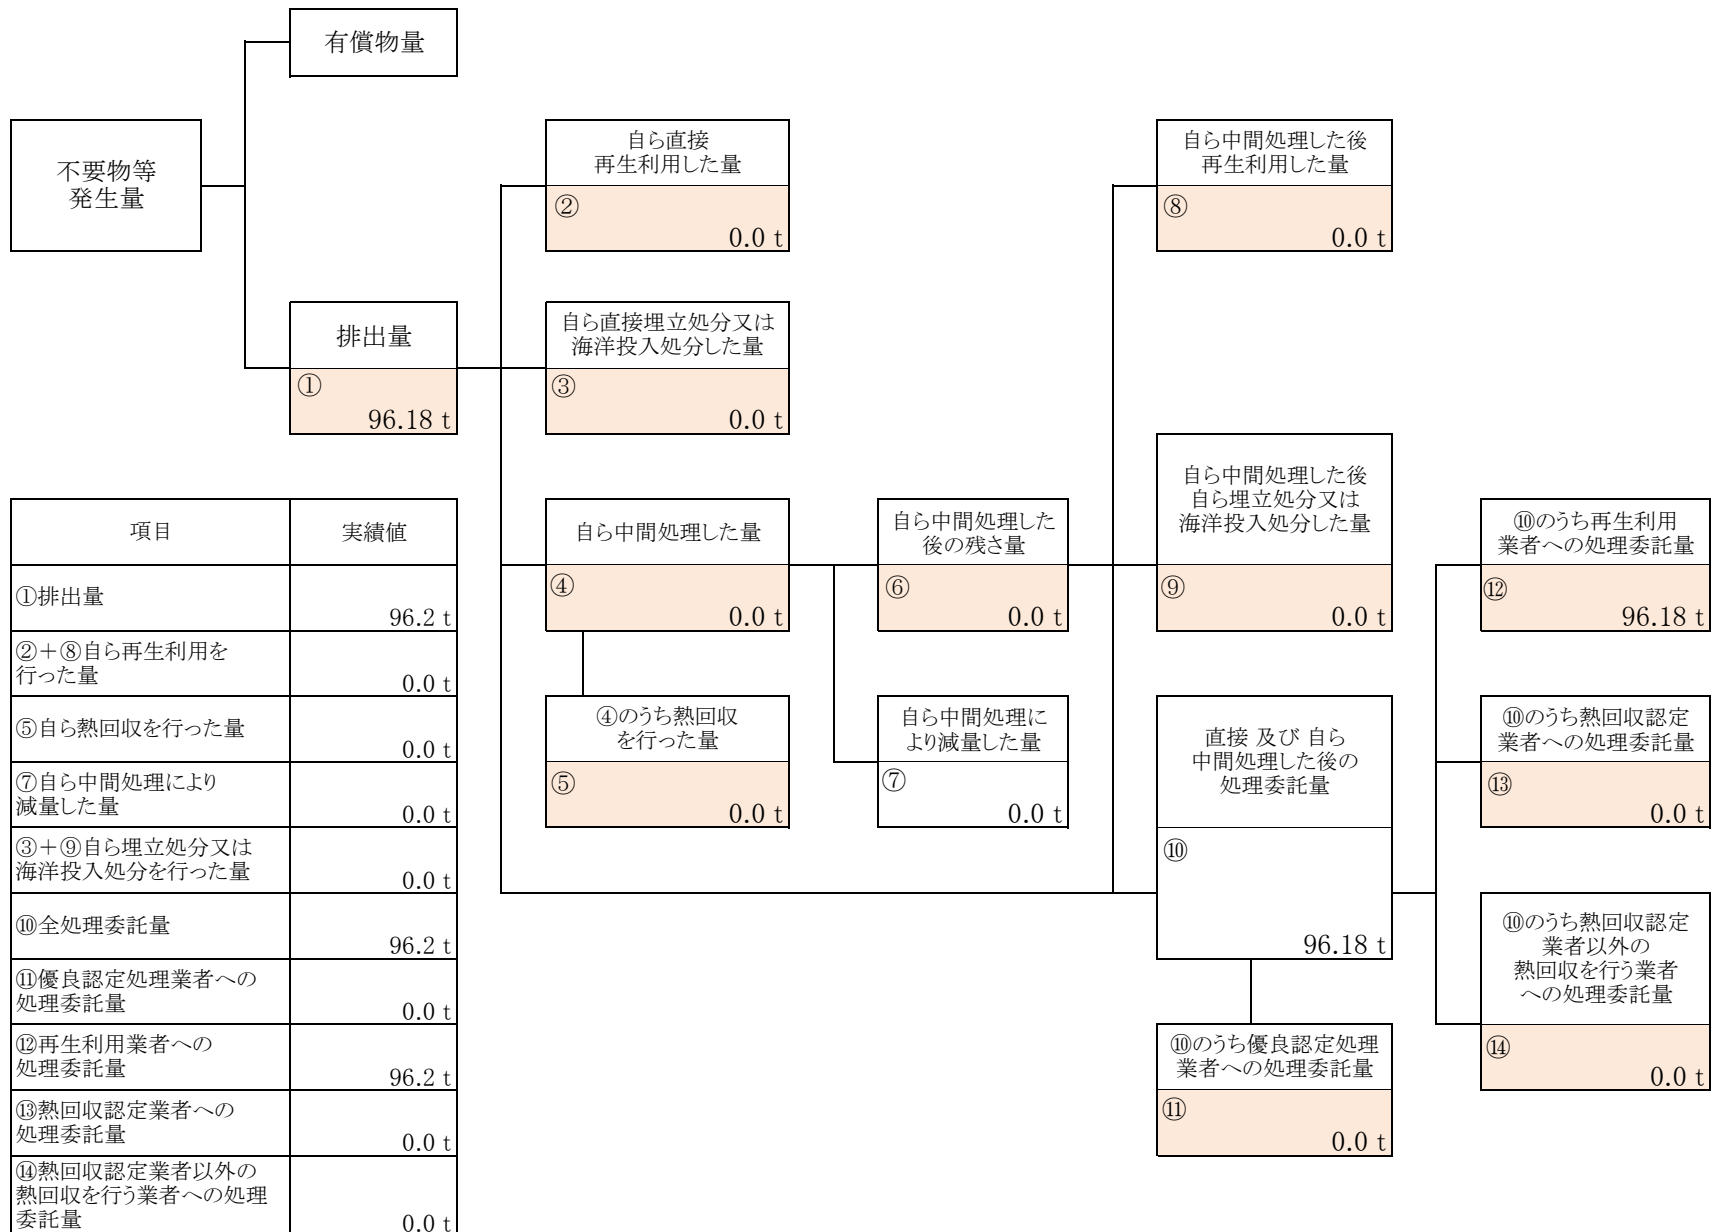 有償物量
不要物等
発生量
自ら直接
再生利用した量
②
0.0 t
自ら中間処理した後
再生利用した量
⑧
0.0 t
排出量
①
96.18 t
自ら直接埋立処分又は
海洋投入処分した量
③
0.0 t
自ら中間処理した量
④
0.0 t
自ら中間処理した
後の残さ量
⑥
0.0 t
自ら中間処理した後
自ら埋立処分又は
海洋投入処分した量
⑨
0.0 t
⑩のうち再生利用
業者への処理委託量
⑫
96.18 t
④のうち熱回収
を行った量
⑤
0.0 t
自ら中間処理に
より減量した量
⑦
0.0 t
直接 及び 自ら
中間処理した後の
処理委託量
⑩
96.18 t
⑩のうち熱回収認定
業者への処理委託量
⑬
0.0 t
⑩のうち熱回収認定
業者以外の
熱回収を行う業者
への処理委託量
⑭
0.0 t
⑩のうち優良認定処理
業者への処理委託量
⑪
0.0 t
項目 実績値
①排出量
96.2 t
②＋⑧自ら再生利用を
行った量
0.0 t
⑤自ら熱回収を行った量
0.0 t
⑦自ら中間処理により
減量した量
0.0 t
③＋⑨自ら埋立処分又は
海洋投入処分を行った量
0.0 t
⑩全処理委託量
96.2 t
⑪優良認定処理業者への
処理委託量
0.0 t
⑫再生利用業者への
処理委託量
96.2 t
⑬熱回収認定業者への
処理委託量
0.0 t
⑭熱回収認定業者以外の
熱回収を行う業者への処理
委託量
0.0 t